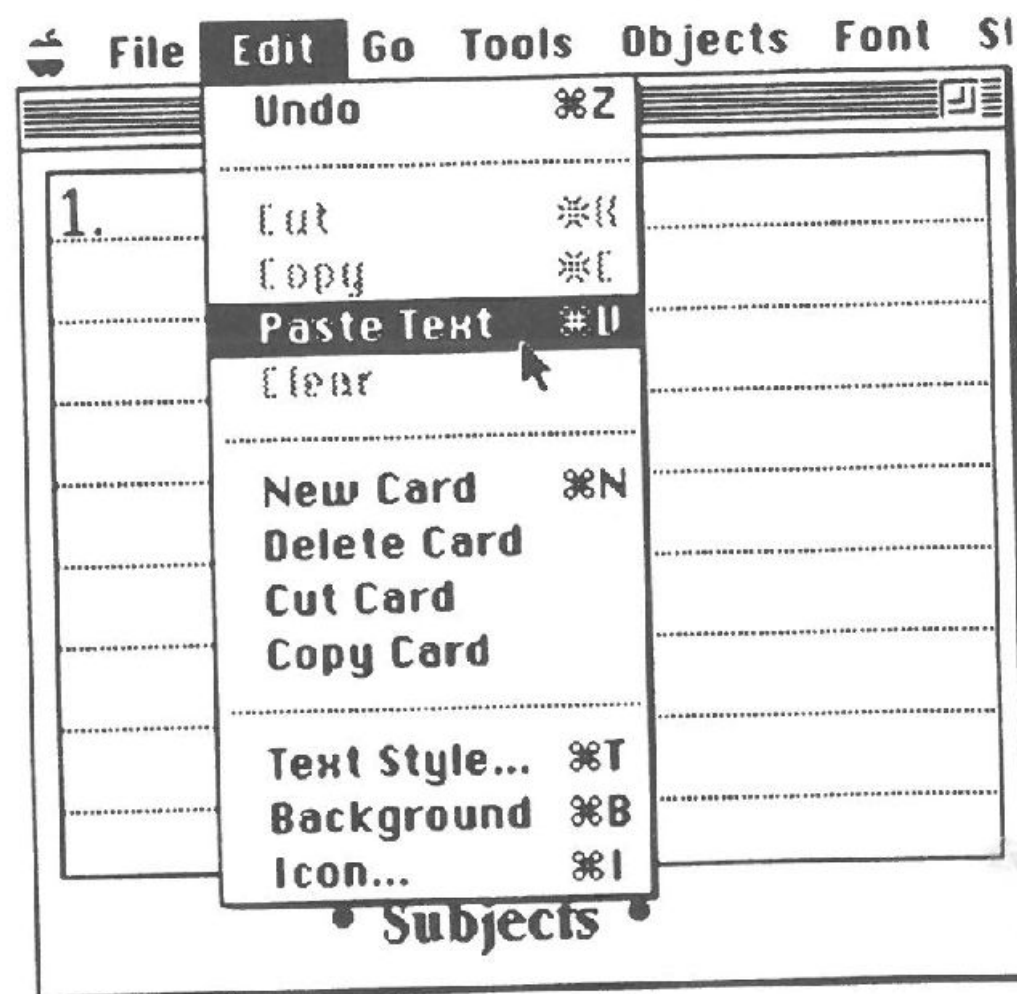 File Edit Go Tools Objects Font St
Undo ⌘Z
1.
Cut ⌘X
Copy ⌘C
Paste Text ⌘V
Clear
New Card ⌘N
Delete Card
Cut Card
Copy Card
Text Style... ⌘T
Background ⌘B
Icon... ⌘I
• Subjects •